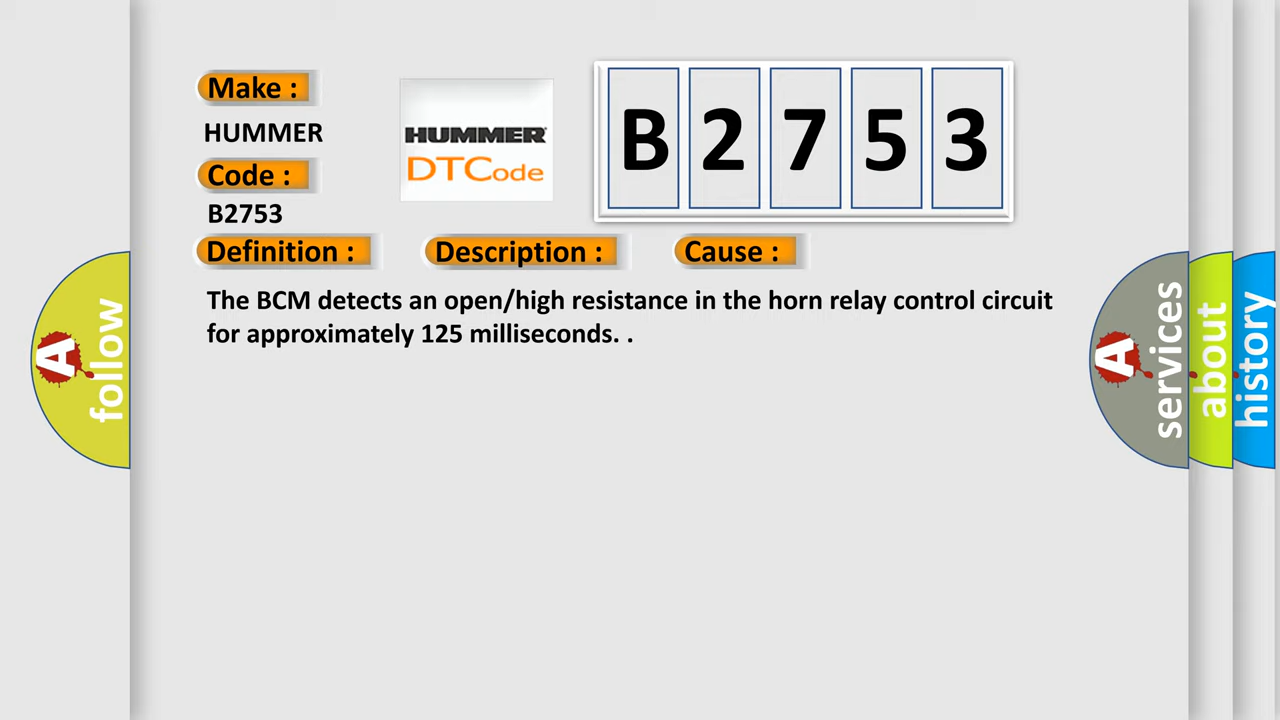 Make :
HUMMER
Code :
B2753
HUMMER
DTCode
B 2 7 5 3
Definition :
Description :
Cause :
The BCM detects an open/high resistance in the horn relay control circuit
for approximately 125 milliseconds. .
A
follow
A
services
about
history